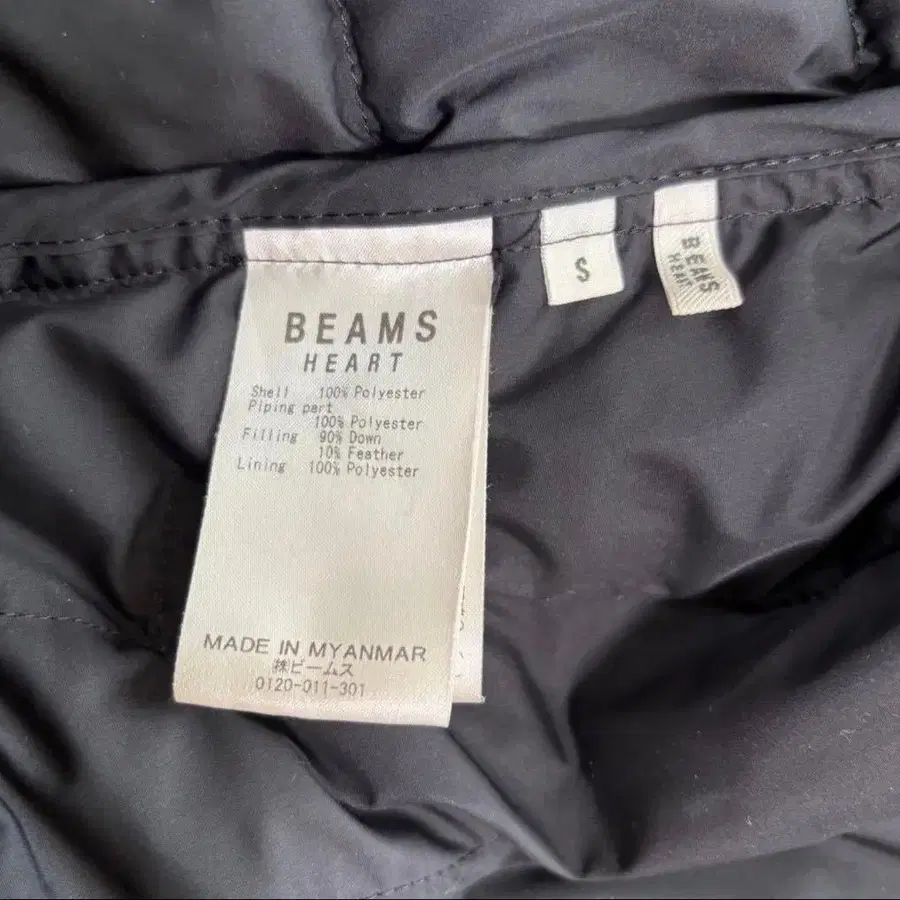 BEAMS
HEART
Shell 100% Polyester
Piping part
100% Polyester
Filling 90% Down
10% Feather
Lining 100% Polyester
MADE IN MYANMAR
㈱ビームス
0120-011-301
S
BEAMS
HEART